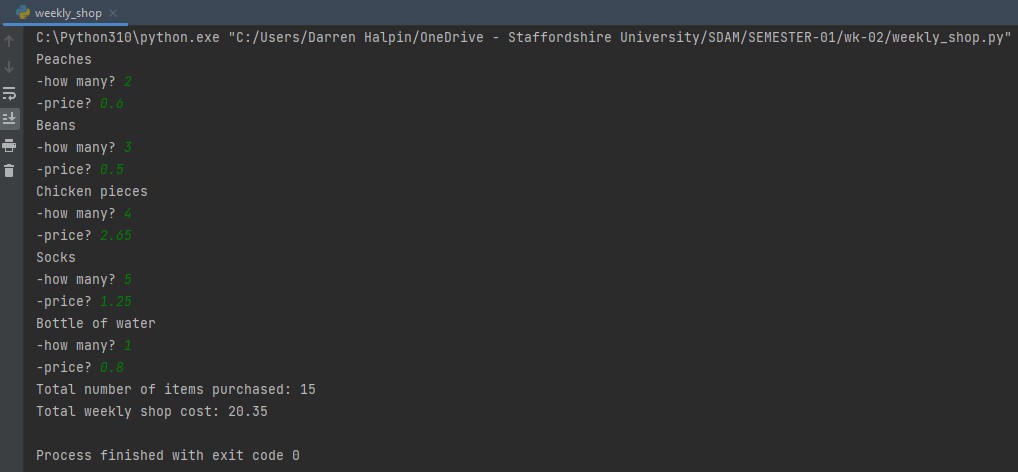 weekly_shop
C:\Python310\python.exe "C:/Users/Darren Halpin/OneDrive - Staffordshire University/SDAM/SEMESTER-01/wk-02/weekly_shop.py"
Peaches
-how many? 2
-price? 0.6
Beans
-how many? 3
-price? 0.5
Chicken pieces
-how many? 4
-price? 2.65
Socks
-how many? 5
-price? 1.25
Bottle of water
-how many? 1
-price? 0.8
Total number of items purchased: 15
Total weekly shop cost: 20.35
Process finished with exit code 0